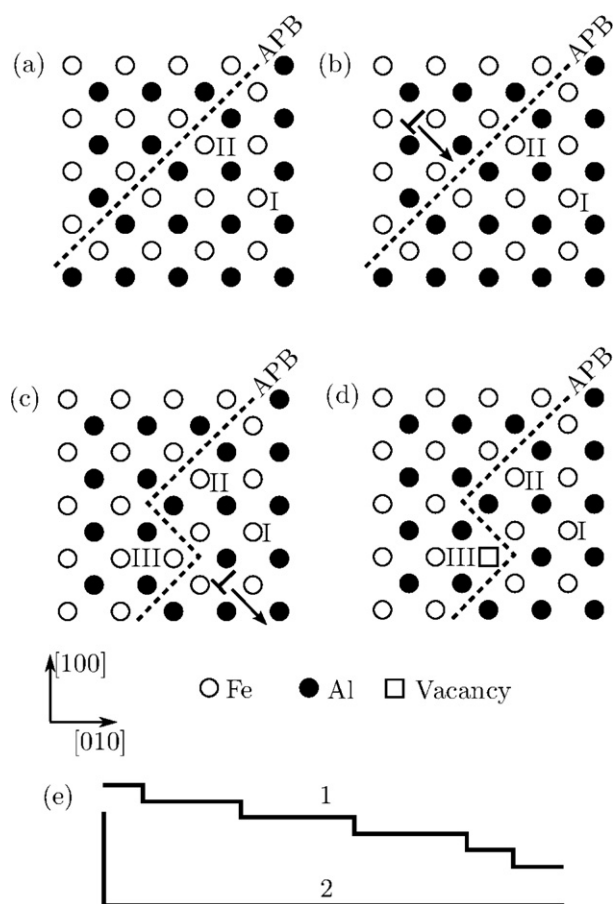 (a) APB
II
I
(b) APB
II
I
(c) APB
II
I
III
(d) APB
II
I
III
[100]
[010]
Fe Al Vacancy
(e) 1
2